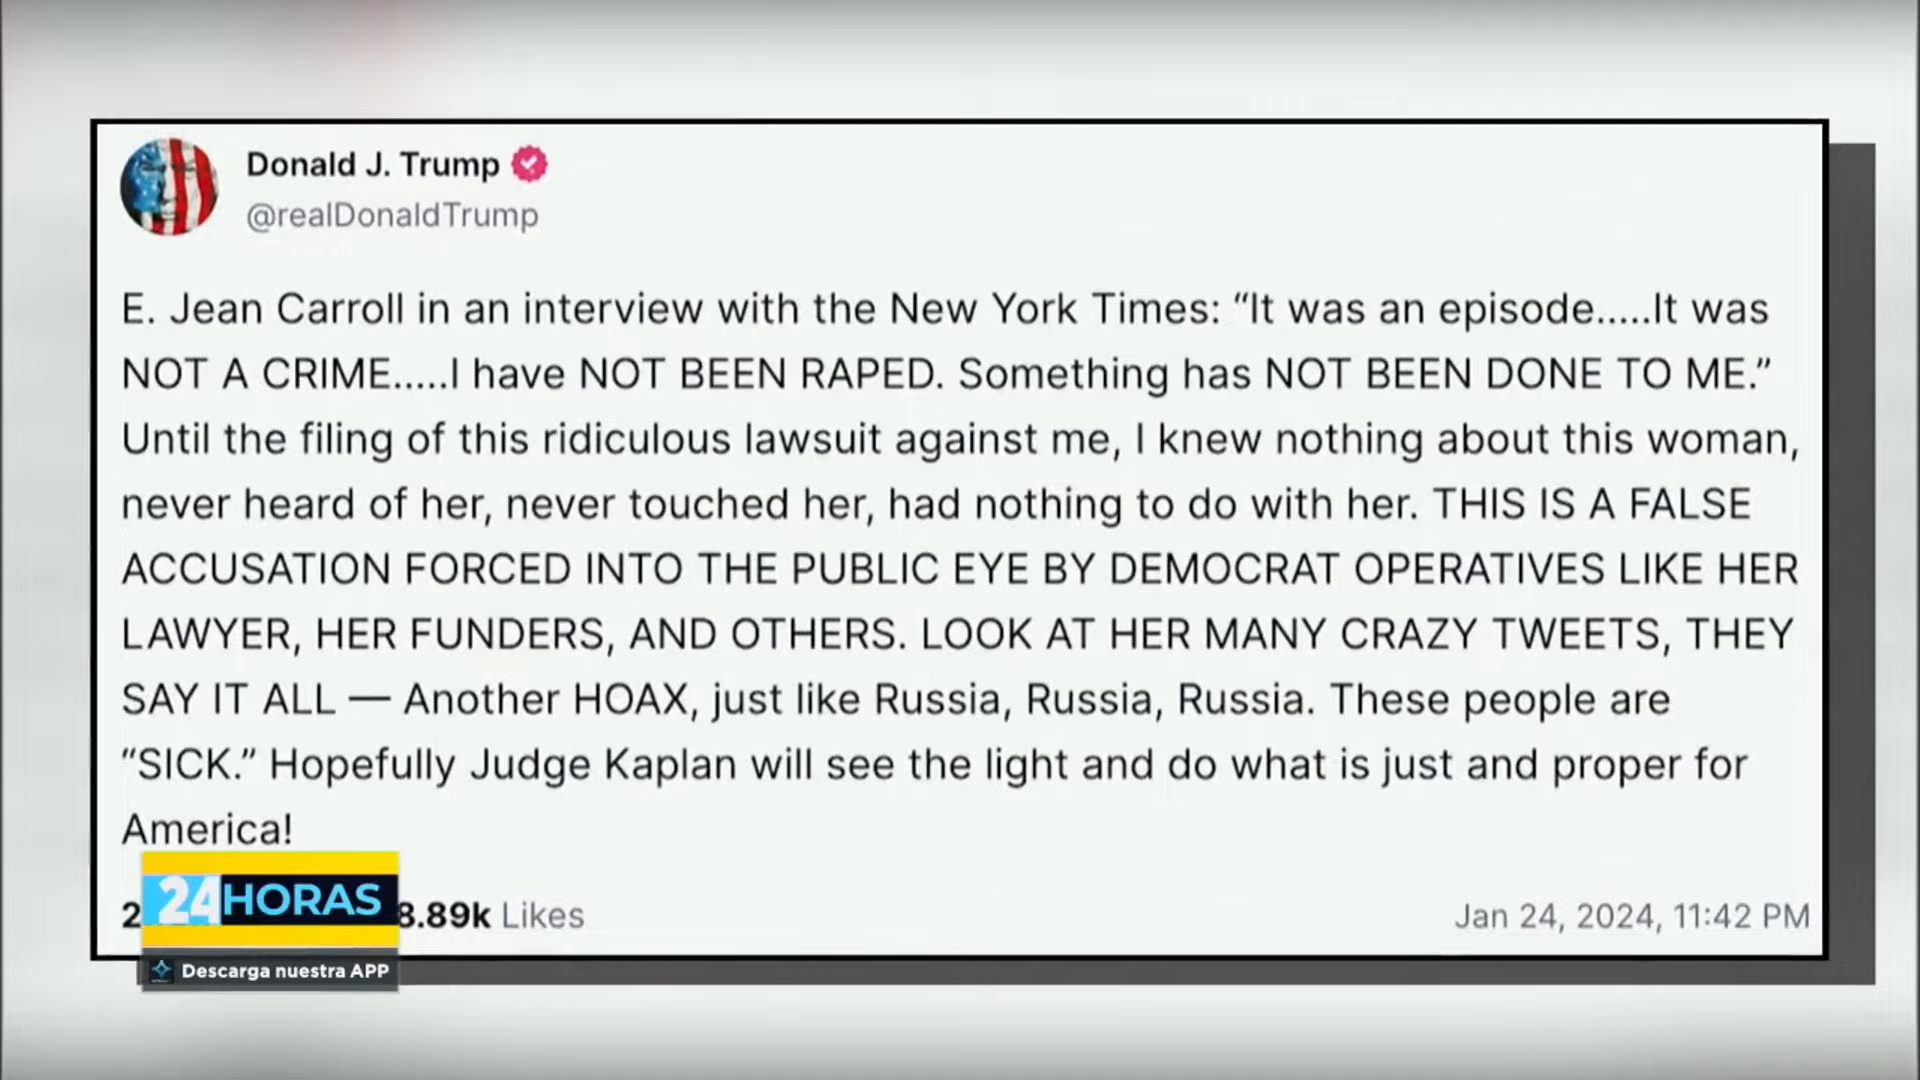 Donald J. Trump
@realDonaldTrump
E. Jean Carroll in an interview with the New York Times: “It was an episode.....It was
NOT A CRIME.....I have NOT BEEN RAPED. Something has NOT BEEN DONE TO ME.”
Until the filing of this ridiculous lawsuit against me, I knew nothing about this woman,
never heard of her, never touched her, had nothing to do with her. THIS IS A FALSE
ACCUSATION FORCED INTO THE PUBLIC EYE BY DEMOCRAT OPERATIVES LIKE HER
LAWYER, HER FUNDERS, AND OTHERS. LOOK AT HER MANY CRAZY TWEETS, THEY
SAY IT ALL — Another HOAX, just like Russia, Russia, Russia. These people are
“SICK.” Hopefully Judge Kaplan will see the light and do what is just and proper for
America!
2 8.89k Likes Jan 24, 2024, 11:42 PM
24 HORAS
Descarga nuestra APP